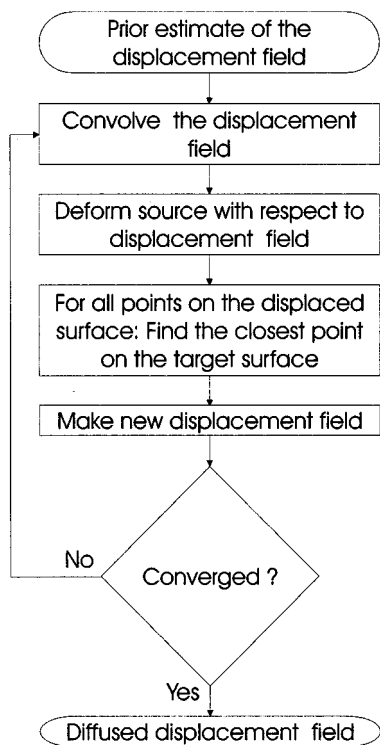 Prior estimate of the
displacement field
Convolve the displacement
field
Deform source with respect to
displacement field
For all points on the displaced
surface: Find the closest point
on the target surface
Make new displacement field
No
Converged ?
Yes
Diffused displacement field